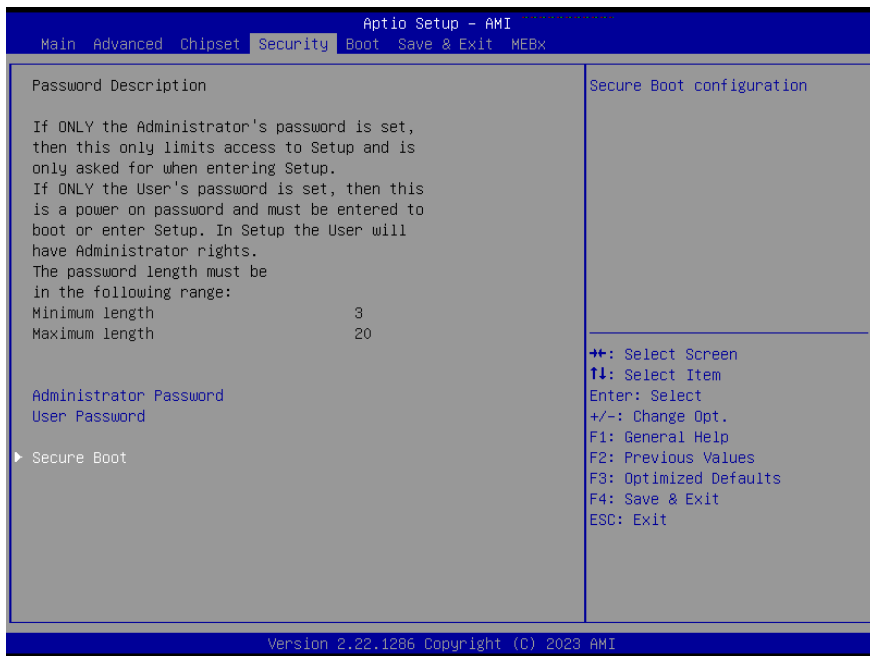 Aptio Setup - AMI
Main Advanced Chipset Security Boot Save & Exit MEBx
Password Description
If ONLY the Administrator's password is set,
then this only limits access to Setup and is
only asked for when entering Setup.
If ONLY the User's password is set, then this
is a power on password and must be entered to
boot or enter Setup. In Setup the User will
have Administrator rights.
The password length must be
in the following range:
Minimum length 3
Maximum length 20
Administrator Password
User Password
Secure Boot
Secure Boot configuration
→←: Select Screen
↑↓: Select Item
Enter: Select
+/-: Change Opt.
F1: General Help
F2: Previous Values
F3: Optimized Defaults
F4: Save & Exit
ESC: Exit
Version 2.22.1286 Copyright (C) 2023 AMI